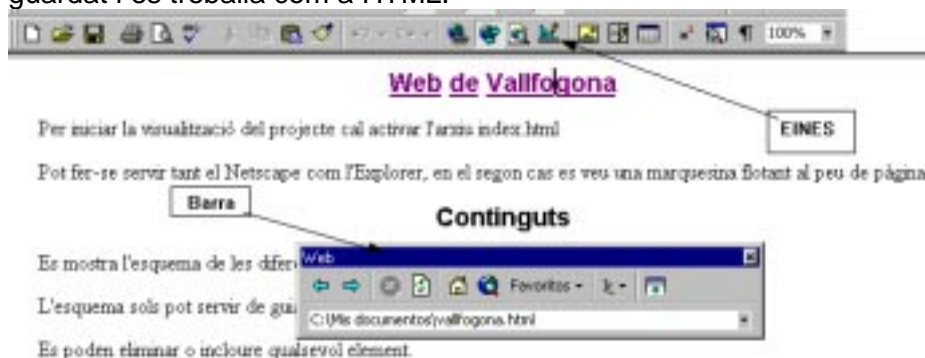 guardat i es treballa com a HTML.
100%
Web de Vallfogona
Per iniciar la visualització del projecte cal activar l'arxiu index.html
EINES
Pot fer-se servir tant el Netscape com l'Explorer, en el segon cas es veu una marquesina flotant al peu de pàgina
Barra
Continguts
Web
Es mostra l'esquema de les difer
Favoritos
L'esquema sols pot servir de gui
C:\Mis documentos\vallfogona.html
Es poden eliminar o incloure qualsevol element.